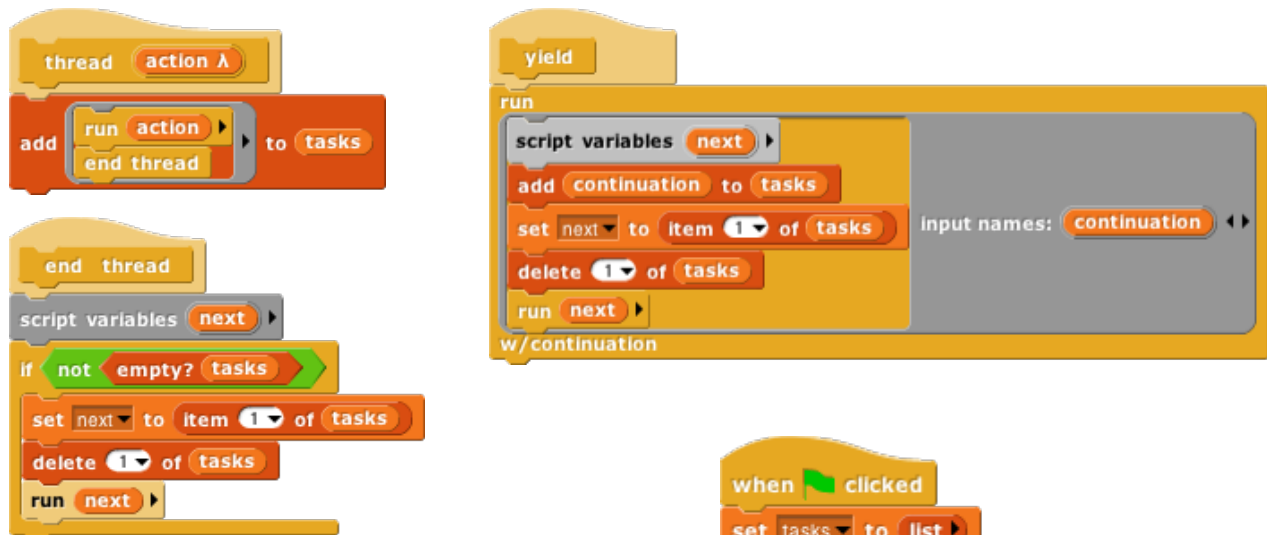 thread action λ
add run action to tasks
end thread
end thread
script variables next
if not empty? tasks
set next to item 1 of tasks
delete 1 of tasks
run next
yield
run
script variables next
add continuation to tasks
set next to item 1 of tasks
input names: continuation
delete 1 of tasks
run next
w/continuation
when clicked
set tasks to list